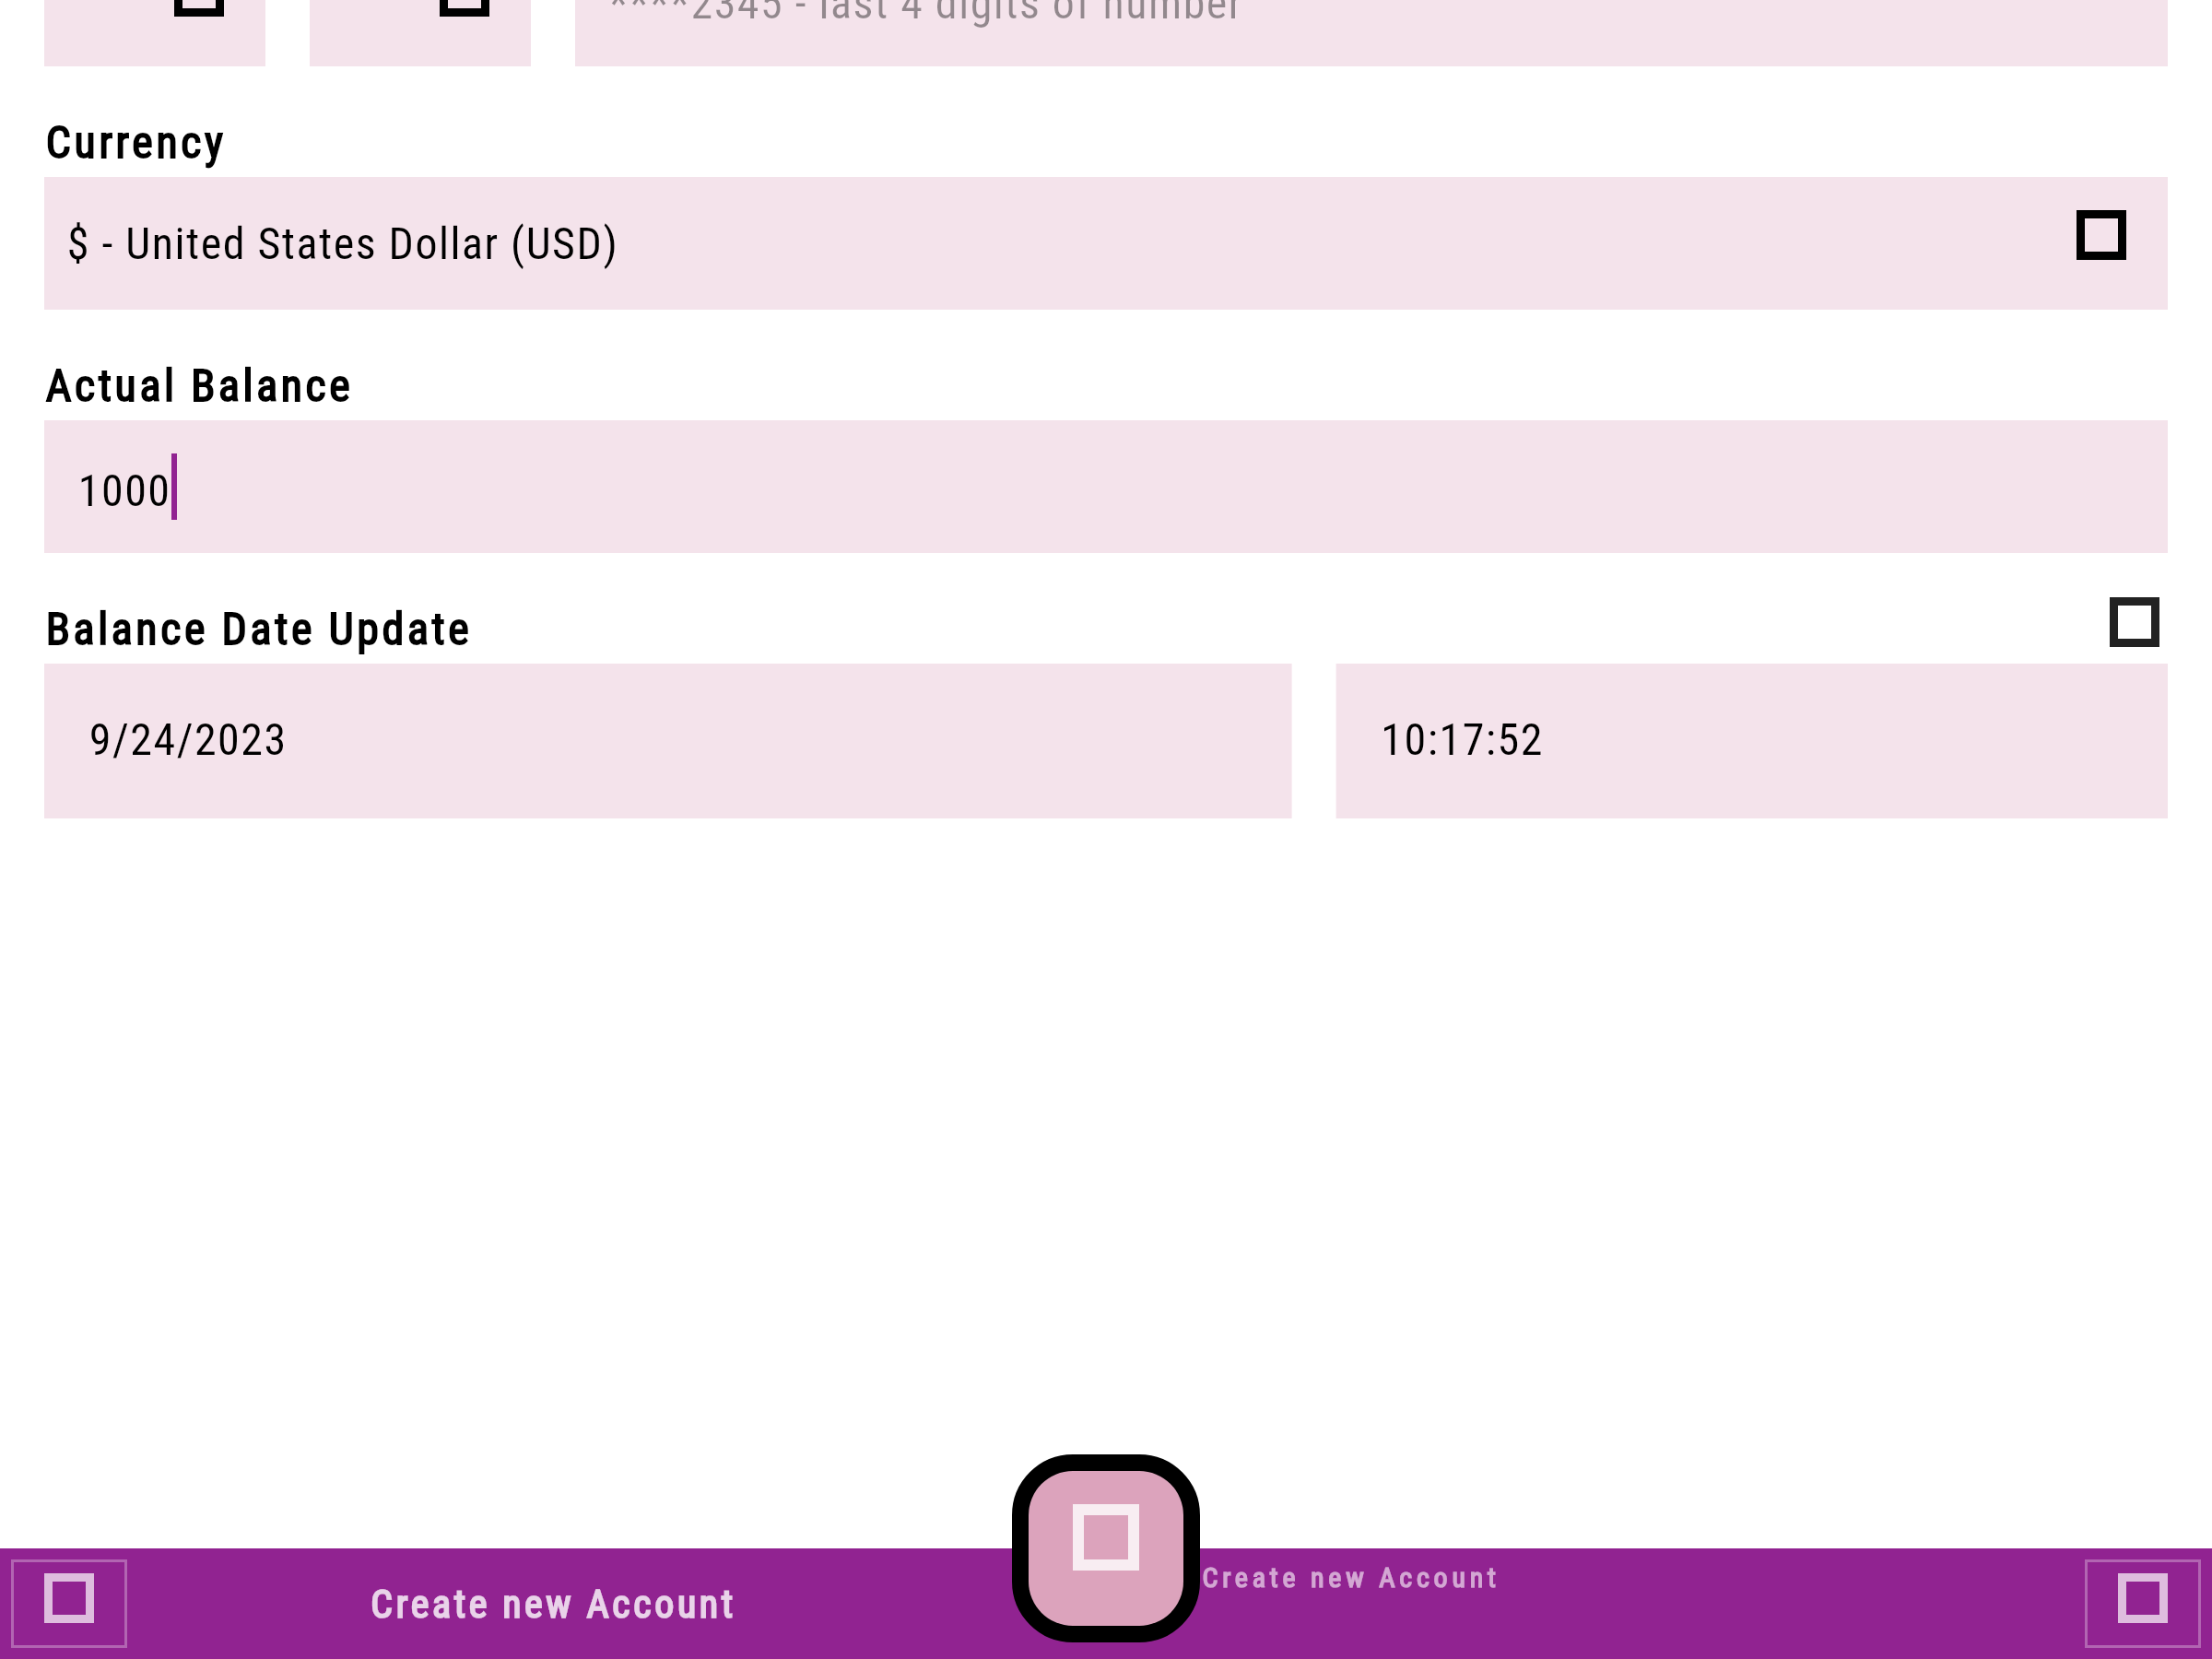 ****2345 - last 4 digits of number
Currency
$ - United States Dollar (USD)
Actual Balance
1000
Balance Date Update
9/24/2023
10:17:52
Create new Account
Create new Account